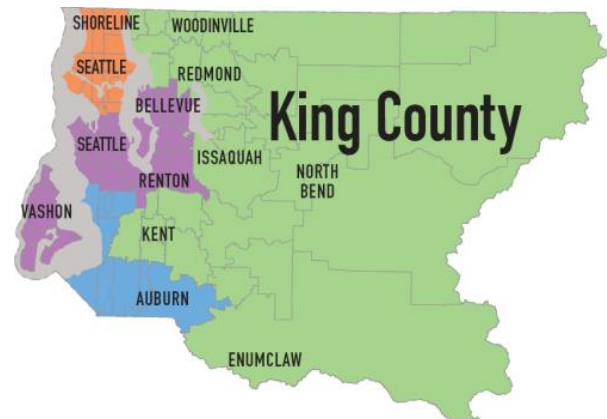 SHORELINE
WOODINVILLE
SEATTLE
REDMOND
BELLEVUE
King County
SEATTLE
ISSAQUAH
NORTH
BEND
RENTON
VASHON
KENT
AUBURN
ENUMCLAW